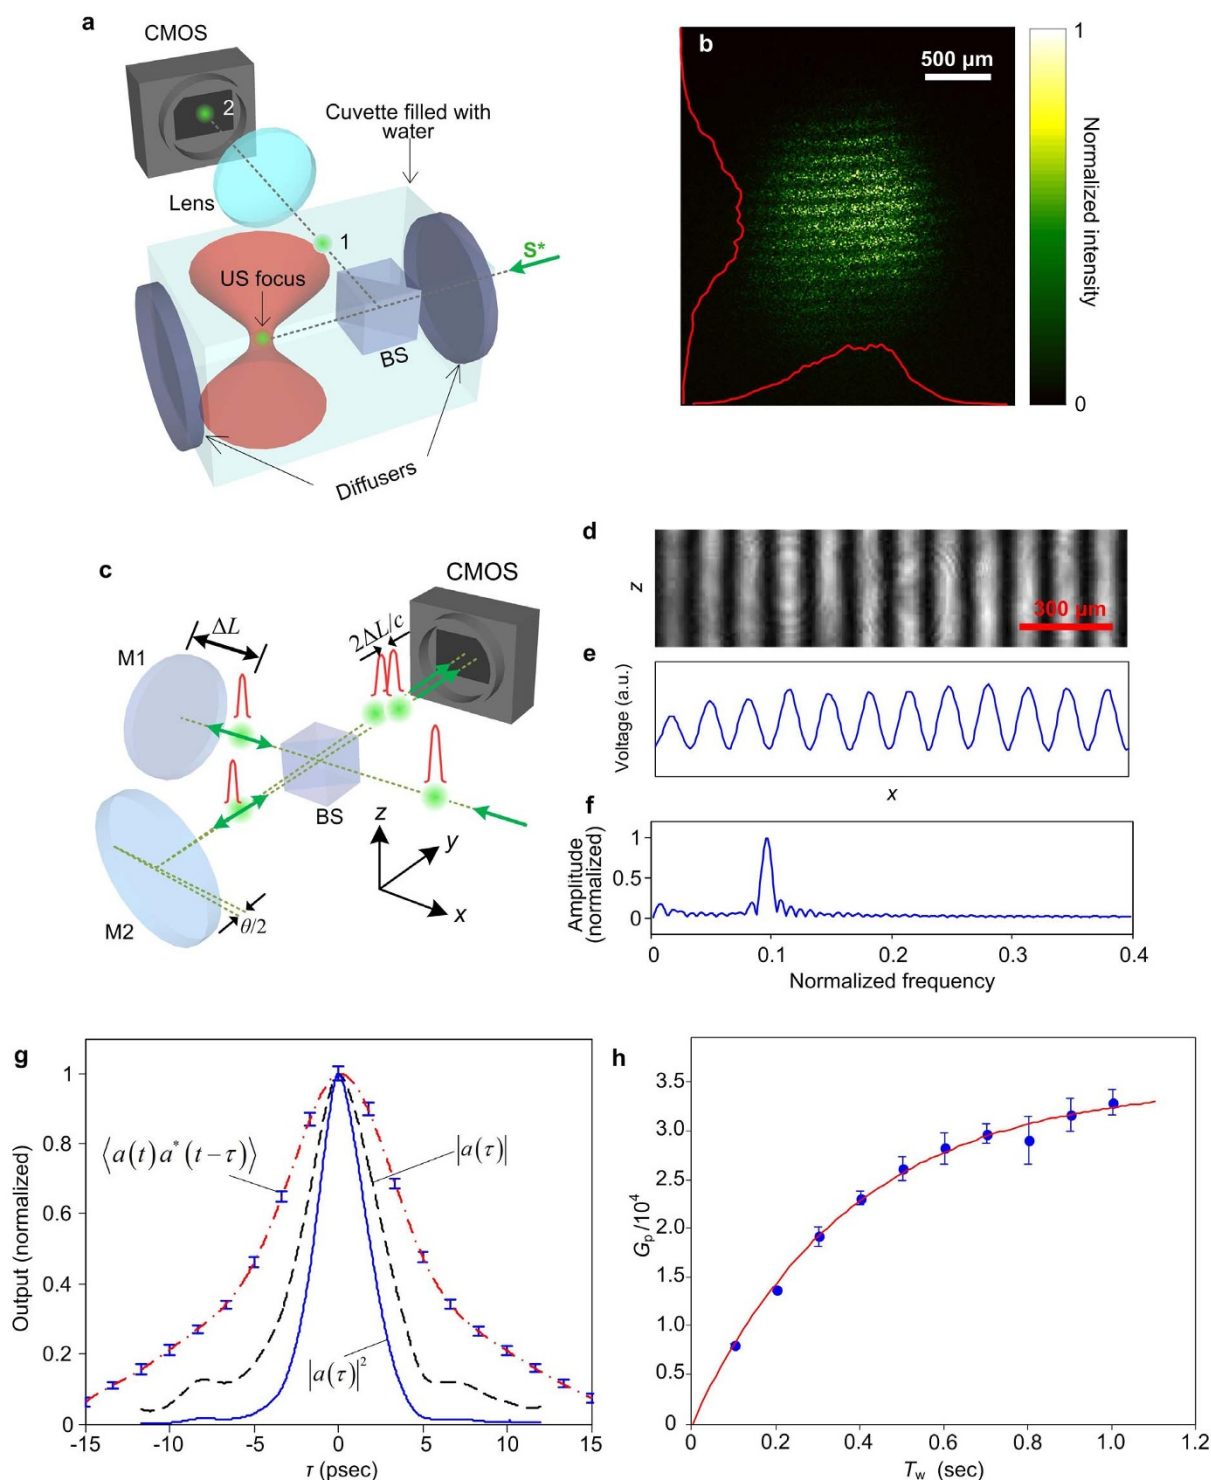 a
CMOS
2
Cuvette filled with
water
Lens
1
S*
US focus
BS
Diffusers
b
500 µm
1
0
Normalized intensity
c
CMOS
ΔL
2ΔL/c
M1
BS
M2
θ/2
z
y
x
d
z
300 µm
e
Voltage (a.u.)
x
f
Amplitude
(normalized)
1
0.5
0
0
0.1
0.2
0.3
0.4
Normalized frequency
g
Output (normalized)
1
0.8
0.6
0.4
0.2
0
-15
-10
-5
0
5
10
15
τ (psec)
⟨a(t)a*(t−τ)⟩
|a(τ)|
|a(τ)|²
h
Gₚ/10⁴
3.5
3.0
2.5
2.0
1.5
1.0
0.5
0
0
0.2
0.4
0.6
0.8
1.0
1.2
T_w (sec)